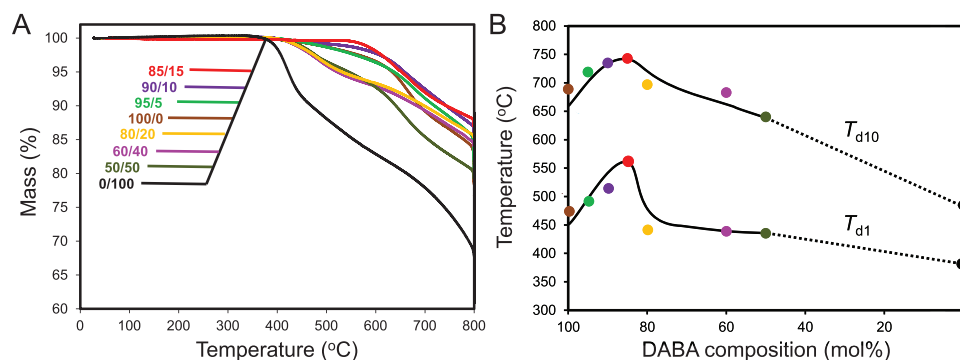 A
100
95
90
85
80
75
70
65
60
Mass (%)
85/15
90/10
95/5
100/0
80/20
60/40
50/50
0/100
0 100 200 300 400 500 600 700 800
Temperature (oC)
B
800
750
700
650
600
550
500
450
400
350
300
Temperature (oC)
Td10
Td1
100 80 60 40 20
DABA composition (mol%)